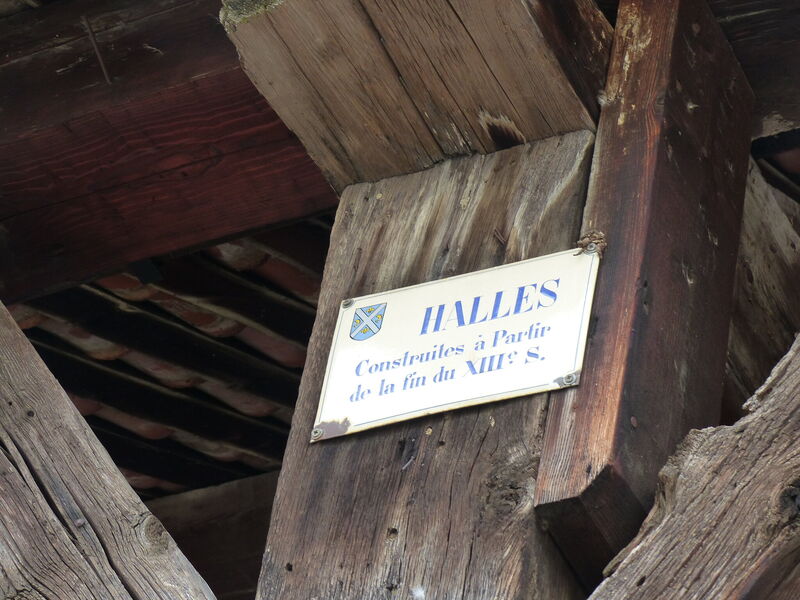 HALLES
Construites à Partir
de la fin du XIIIᵉ S.